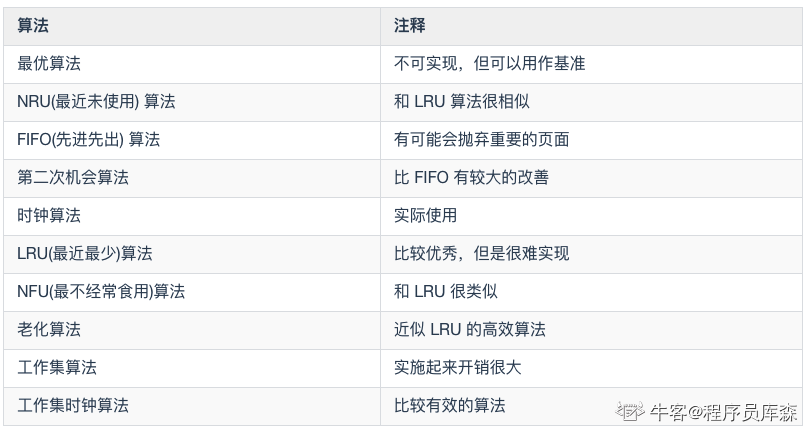 算法 注释
最优算法 不可实现，但可以用作基准
NRU(最近未使用) 算法 和 LRU 算法很相似
FIFO(先进先出) 算法 有可能会抛弃重要的页面
第二次机会算法 比 FIFO 有较大的改善
时钟算法 实际使用
LRU(最近最少)算法 比较优秀，但是很难实现
NFU(最不经常食用)算法 和 LRU 很类似
老化算法 近似 LRU 的高效算法
工作集算法 实施起来开销很大
工作集时钟算法 比较有效的算法
牛客@程序员库森